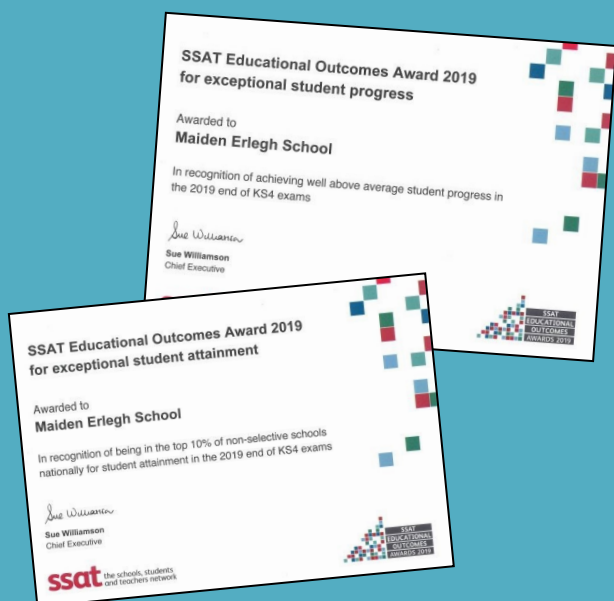 SSAT Educational Outcomes Award 2019
for exceptional student progress
Awarded to
Maiden Erlegh School
In recognition of achieving well above average student progress in
the 2019 end of KS4 exams
Sue Williamson
Sue Williamson
Chief Executive
SSAT
EDUCATIONAL
OUTCOMES
AWARDS 2019
SSAT Educational Outcomes Award 2019
for exceptional student attainment
Awarded to
Maiden Erlegh School
In recognition of being in the top 10% of non-selective schools
nationally for student attainment in the 2019 end of KS4 exams
Sue Williamson
Sue Williamson
Chief Executive
SSAT
EDUCATIONAL
OUTCOMES
AWARDS 2019
ssat the schools, students
and teachers network